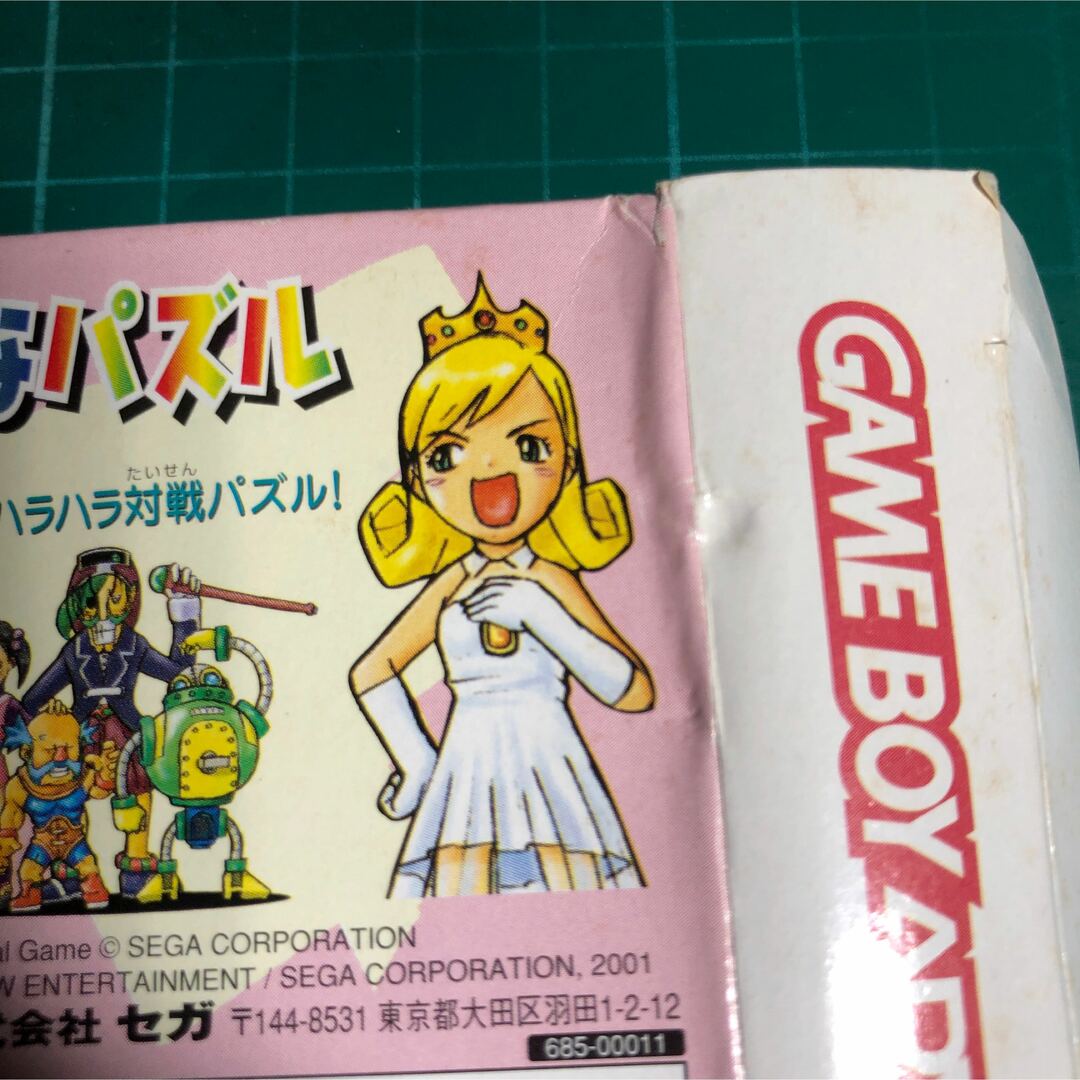 なパズル
たいせん
ハラハラ対戦パズル!
al Game © SEGA CORPORATION
W ENTERTAINMENT / SEGA CORPORATION, 2001
式会社 セガ 〒144-8531 東京都大田区羽田1-2-12
685-00011
GAME BOY AD